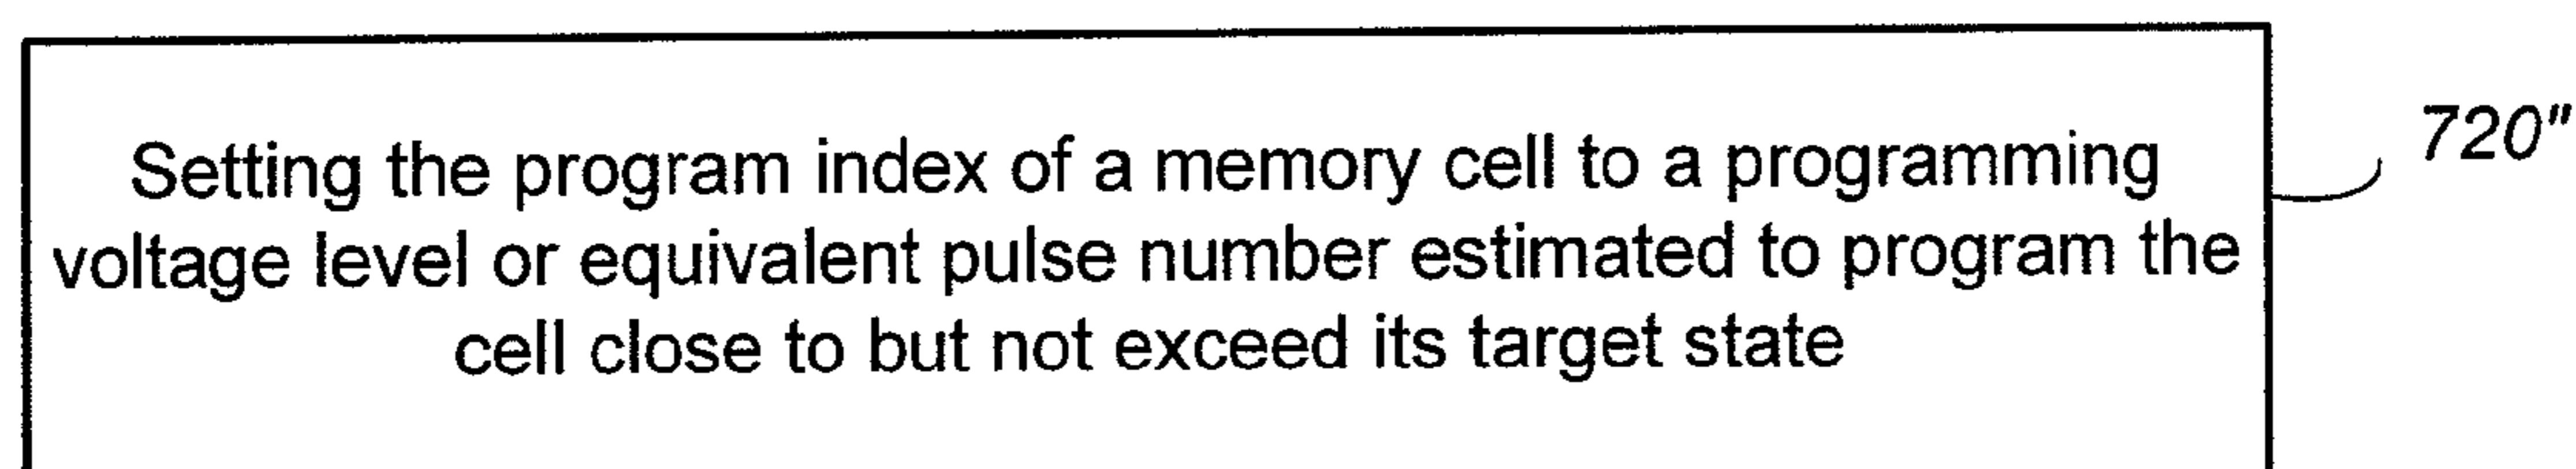 720"
Setting the program index of a memory cell to a programming
voltage level or equivalent pulse number estimated to program the
cell close to but not exceed its target state